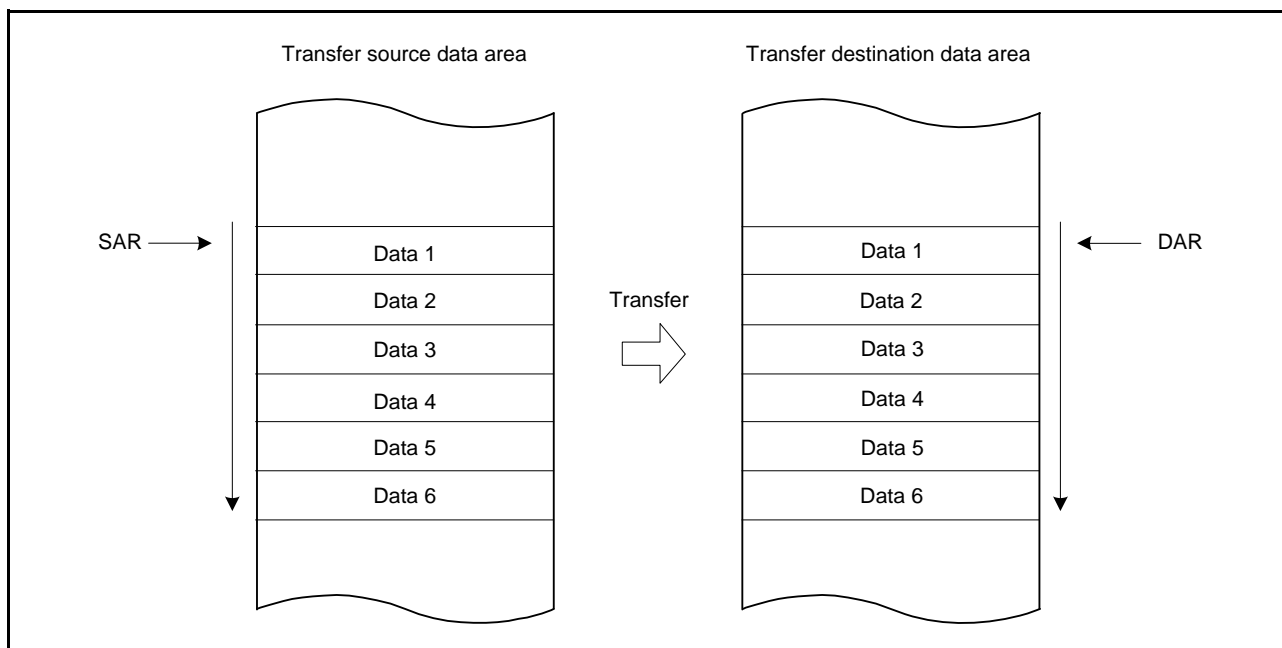 Transfer source data area
Transfer destination data area
SAR
Data 1
Data 2
Data 3
Data 4
Data 5
Data 6
Transfer
Data 1
Data 2
Data 3
Data 4
Data 5
Data 6
DAR